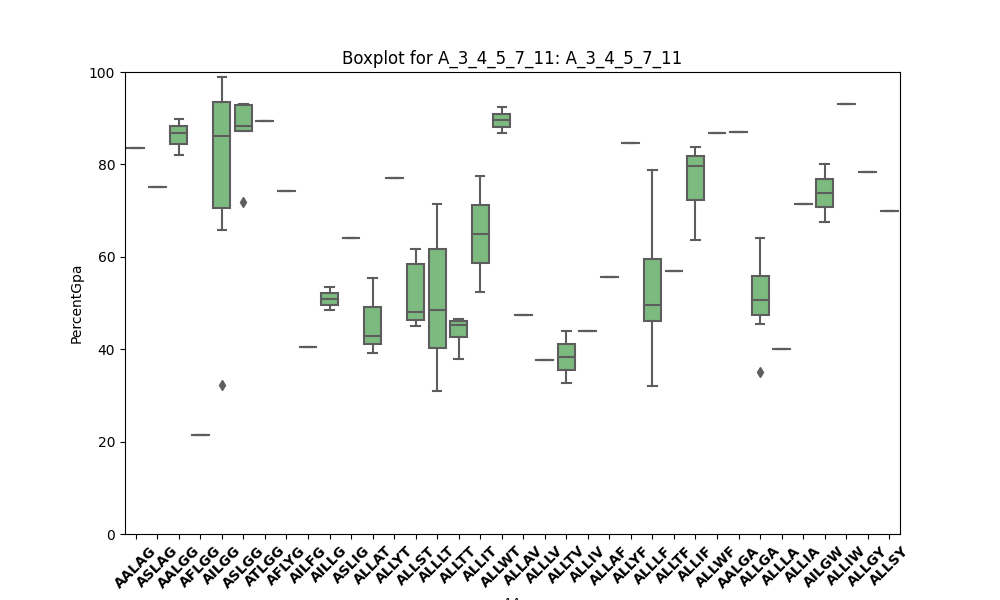 Boxplot for A_3_4_5_7_11: A_3_4_5_7_11
PercentGpa
100
80
60
40
20
0
AALAG
ASLAG
AALGG
AFLGG
AILGG
ASLGG
ATLGG
AFLYG
AILFG
AILLG
ASLIG
ALLAT
ALLYT
ALLST
ALLLT
ALLTT
ALLIT
ALLWT
ALLAV
ALLLV
ALLTV
ALLIV
ALLAF
ALLYF
ALLLF
ALLTF
ALLIF
ALLWF
AALGA
ALLGA
ALLLA
ALLIA
AILGW
ALLIW
ALLGY
ALLSY